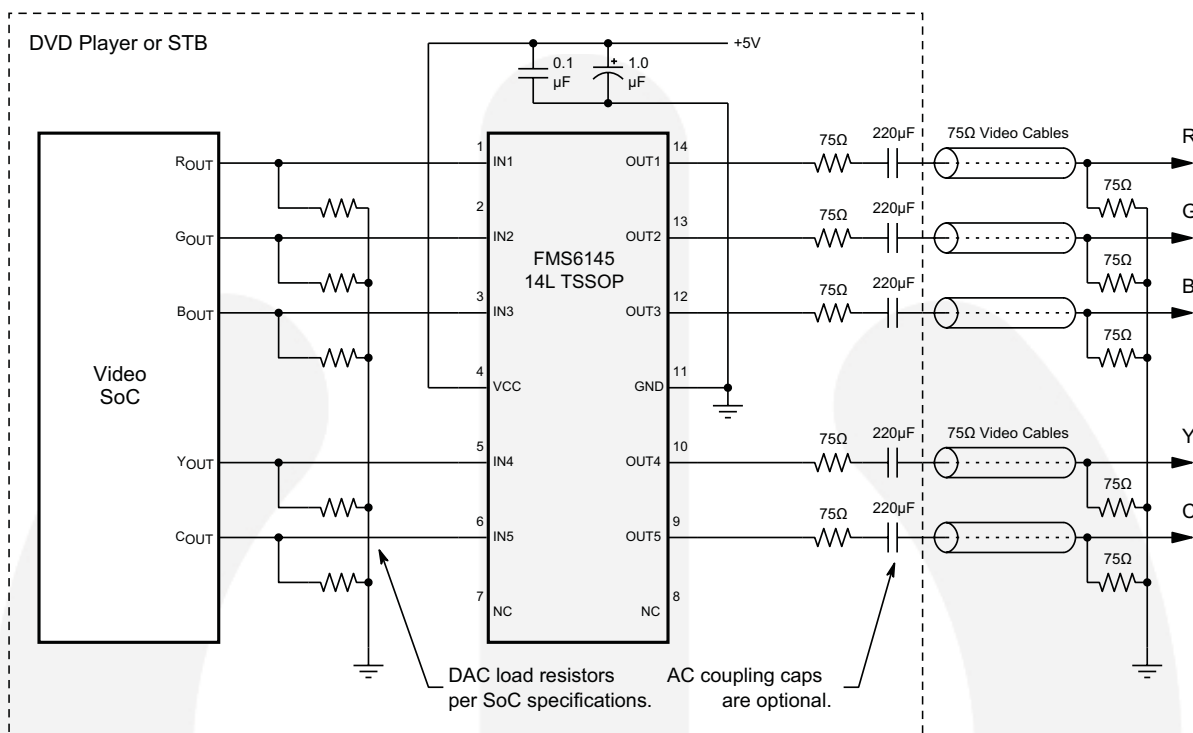 DVD Player or STB
+5V
0.1
µF
+
1.0
µF
Video
SoC
ROUT
GOUT
BOUT
YOUT
COUT
FMS6145
14L TSSOP
1
IN1
2
IN2
3
IN3
4
VCC
5
IN4
6
IN5
7
NC
14
OUT1
13
OUT2
12
OUT3
11
GND
10
OUT4
9
OUT5
8
NC
75Ω
220µF
75Ω Video Cables
R
75Ω
75Ω
220µF
G
75Ω
75Ω
220µF
B
75Ω
75Ω
220µF
75Ω Video Cables
Y
75Ω
75Ω
220µF
C
75Ω
DAC load resistors
per SoC specifications.
AC coupling caps
are optional.